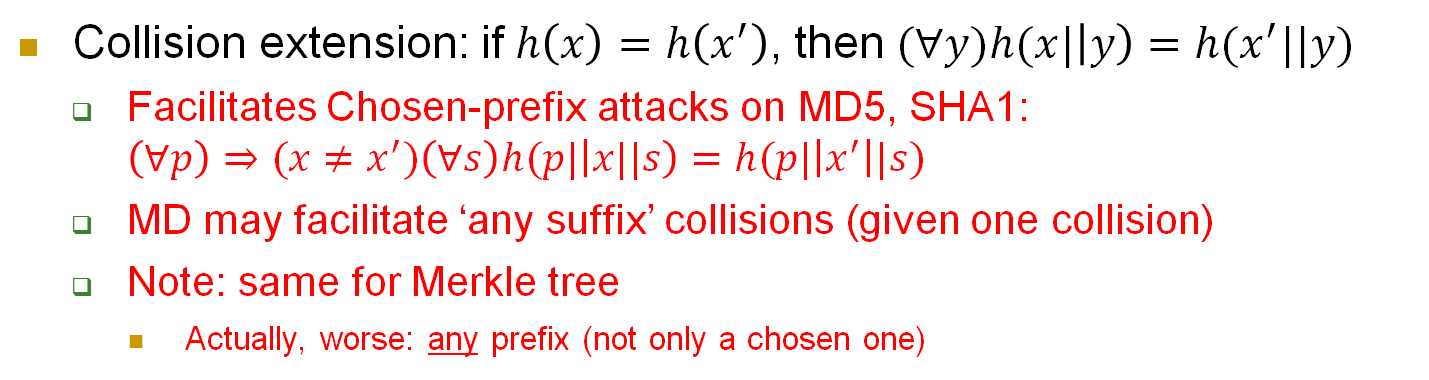 Collision extension: if h(x) = h(x′), then (∀y)h(x||y) = h(x′||y)
Facilitates Chosen-prefix attacks on MD5, SHA1:
(∀p) ⇒ (x ≠ x′)(∀s)h(p||x||s) = h(p||x′||s)
MD may facilitate ‘any suffix’ collisions (given one collision)
Note: same for Merkle tree
Actually, worse: any prefix (not only a chosen one)